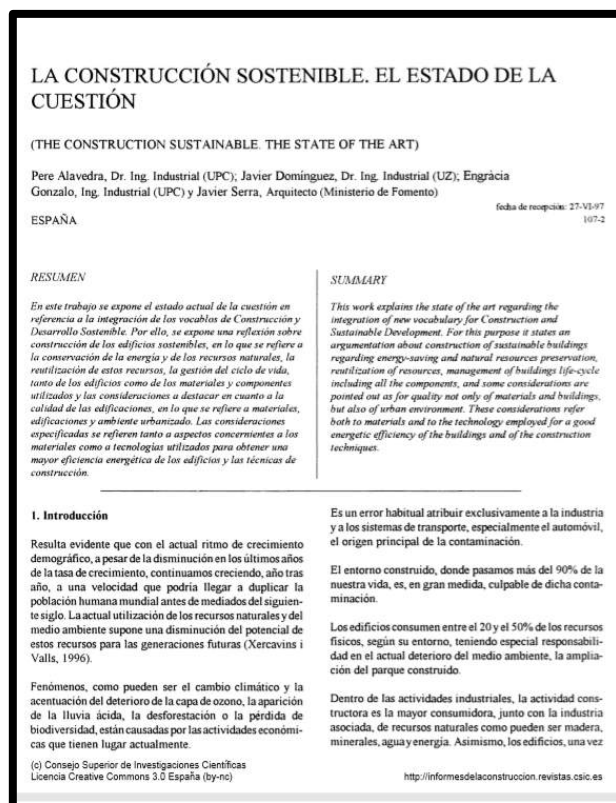 LA CONSTRUCCIÓN SOSTENIBLE. EL ESTADO DE LA
CUESTIÓN
(THE CONSTRUCTION SUSTAINABLE. THE STATE OF THE ART)
Pere Alavedra, Dr. Ing. Industrial (UPC); Javier Domínguez, Dr. Ing. Industrial (UZ); Engràcia
Gonzalo, Ing. Industrial (UPC) y Javier Serra, Arquitecto (Ministerio de Fomento)
fecha de recepción: 27-VI-97
ESPAÑA
107-2
RESUMEN
En este trabajo se expone el estado actual de la cuestión en
referencia a la integración de los vocablos de Construcción y
Desarrollo Sostenible. Por ello, se expone una reflexión sobre
construcción de los edificios sostenibles, en lo que se refiere a
la conservación de la energía y de los recursos naturales, la
reutilización de estos recursos, la gestión del ciclo de vida,
tanto de los edificios como de los materiales y componentes
utilizados y las consideraciones a destacar en cuanto a la
calidad de las edificaciones, en lo que se refiere a materiales,
edificaciones y ambiente urbanizado. Las consideraciones
especificadas se refieren tanto a aspectos concernientes a los
materiales como a tecnologías utilizados para obtener una
mayor eficiencia energética de los edificios y las técnicas de
construcción.
SUMMARY
This work explains the state of the art regarding the
integration of new vocabulary for Construction and
Sustainable Development. For this purpose it states an
argumentation about construction of sustainable buildings
regarding energy-saving and natural resources preservation,
reutilization of resources, management of buildings life-cycle
including all the components, and some considerations are
pointed out as for quality not only of materials and buildings,
but also of urban environment. These considerations refer
both to materials and to the technology employed for a good
energetic efficiency of the buildings and of the construction
techniques.
1. Introducción
Resulta evidente que con el actual ritmo de crecimiento
demográfico, a pesar de la disminución en los últimos años
de la tasa de crecimiento, continuamos creciendo, año tras
año, a una velocidad que podría llegar a duplicar la
población humana mundial antes de mediados del siguien-
te siglo. La actual utilización de los recursos naturales y del
medio ambiente supone una disminución del potencial de
estos recursos para las generaciones futuras (Xercavins i
Valls, 1996).
Fenómenos, como pueden ser el cambio climático y la
acentuación del deterioro de la capa de ozono, la aparición
de la lluvia ácida, la desforestación o la pérdida de
biodiversidad, están causadas por las actividades económi-
cas que tienen lugar actualmente.
Es un error habitual atribuir exclusivamente a la industria
y a los sistemas de transporte, especialmente el automóvil,
el origen principal de la contaminación.
El entorno construido, donde pasamos más del 90% de la
nuestra vida, es, en gran medida, culpable de dicha conta-
minación.
Los edificios consumen entre el 20 y el 50% de los recursos
físicos, según su entorno, teniendo especial responsabili-
dad en el actual deterioro del medio ambiente, la amplia-
ción del parque construido.
Dentro de las actividades industriales, la actividad cons-
tructora es la mayor consumidora, junto con la industria
asociada, de recursos naturales como pueden ser madera,
minerales, agua y energía. Asimismo, los edificios, una vez
(c) Consejo Superior de Investigaciones Científicas
Licencia Creative Commons 3.0 España (by-nc)
http://informesdelaconstruccion.revistas.csic.es